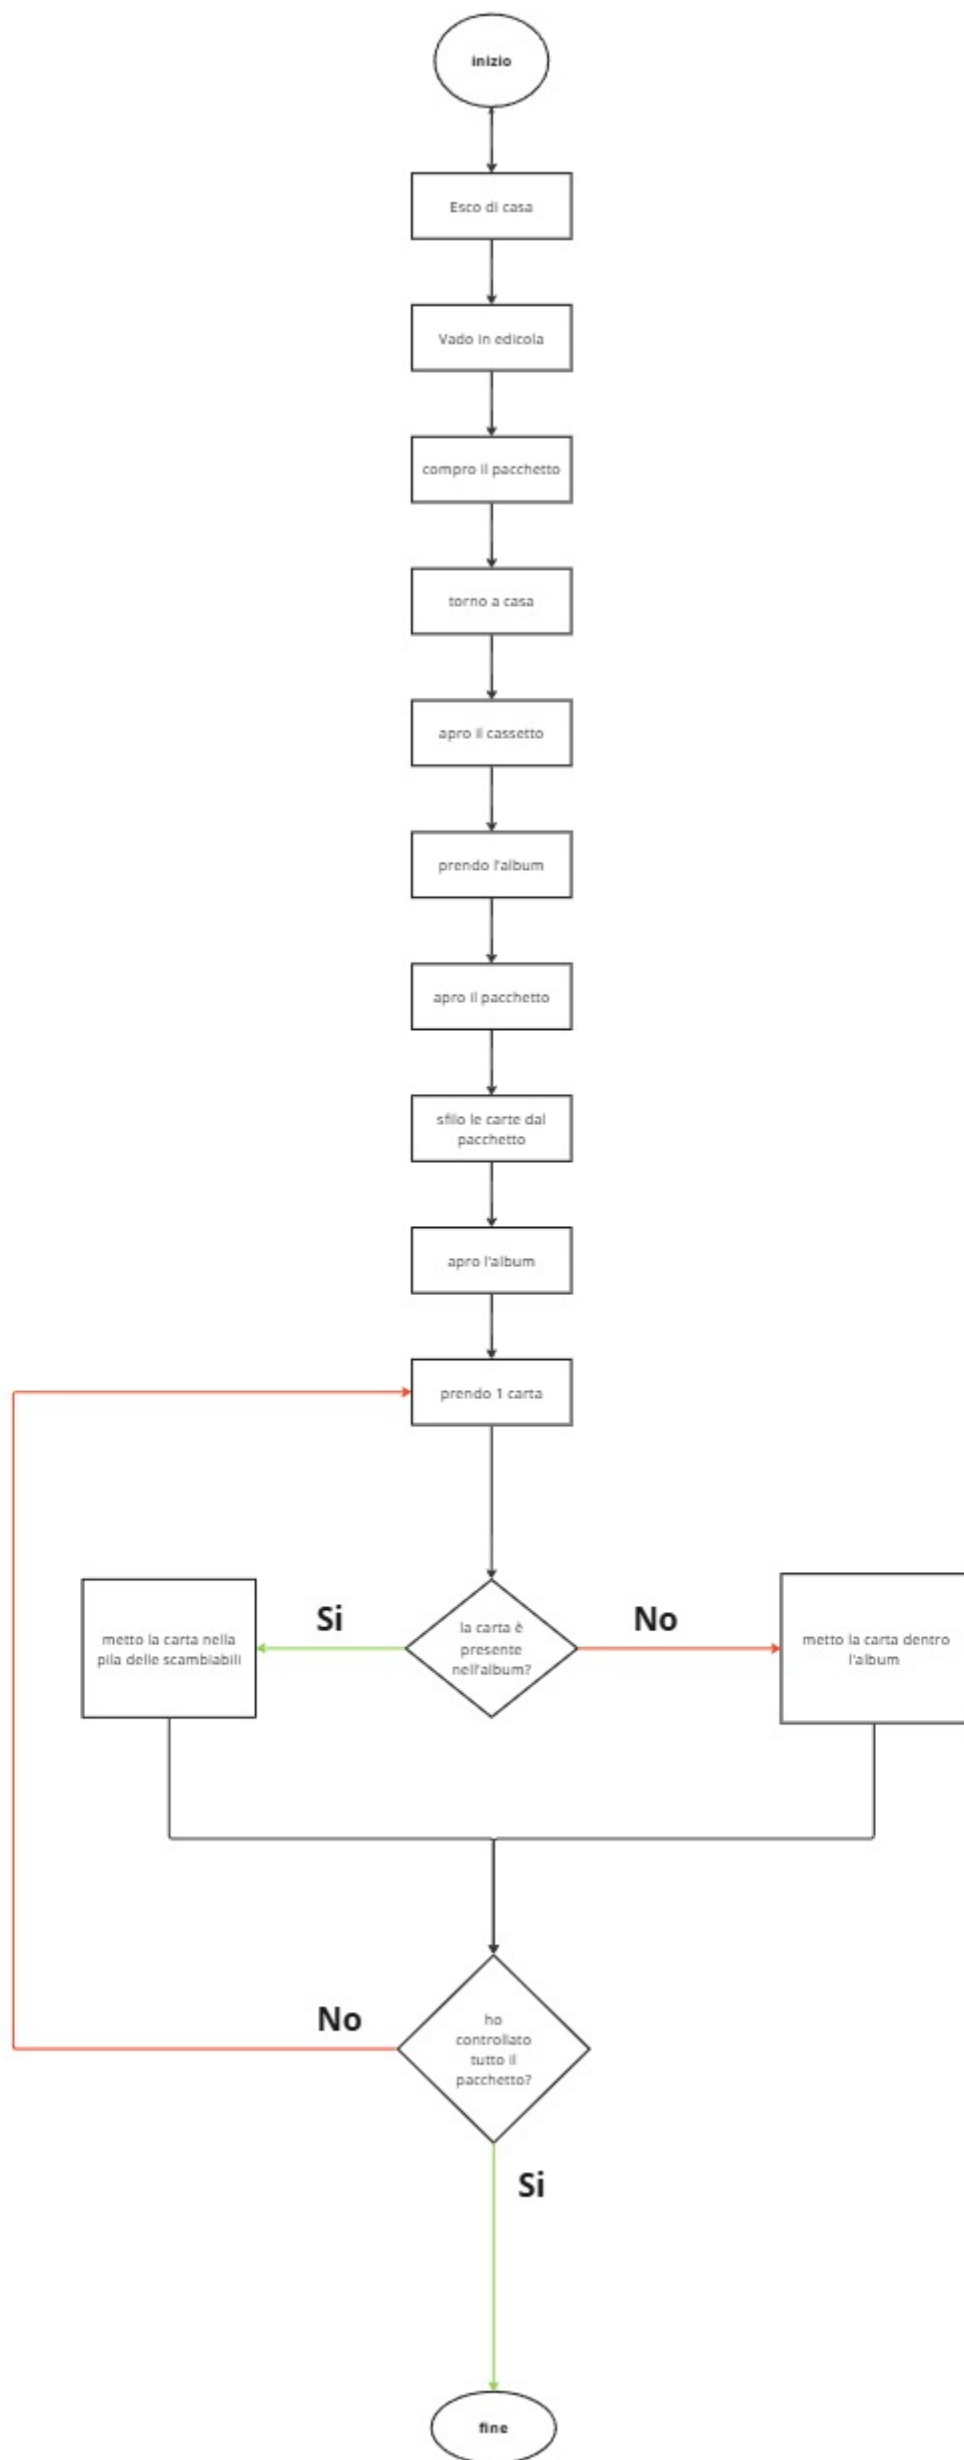 inizio
Esco di casa
Vado in edicola
compro il pacchetto
torno a casa
apro il cassetto
prendo l'album
apro il pacchetto
sfilo le carte dal
pacchetto
apro l'album
prendo 1 carta
metto la carta nella
pila delle scambiabili
Si
la carta è
presente
nell'album?
No
metto la carta dentro
l'album
No
ho
controllato
tutto il
pacchetto?
Si
fine